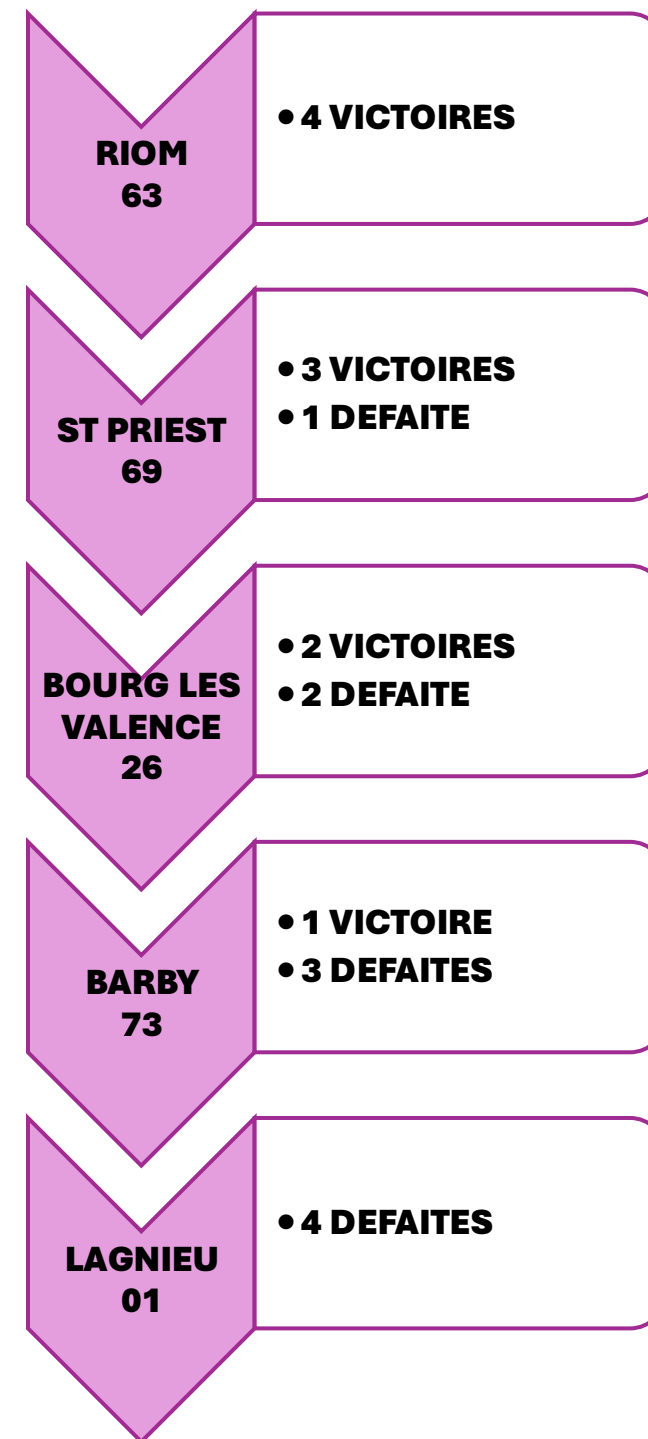 RIOM
63
• 4 VICTOIRES
ST PRIEST
69
• 3 VICTOIRES
• 1 DEFAITE
BOURG LES
VALENCE
26
• 2 VICTOIRES
• 2 DEFAITE
BARBY
73
• 1 VICTOIRE
• 3 DEFAITES
LAGNIEU
01
• 4 DEFAITES